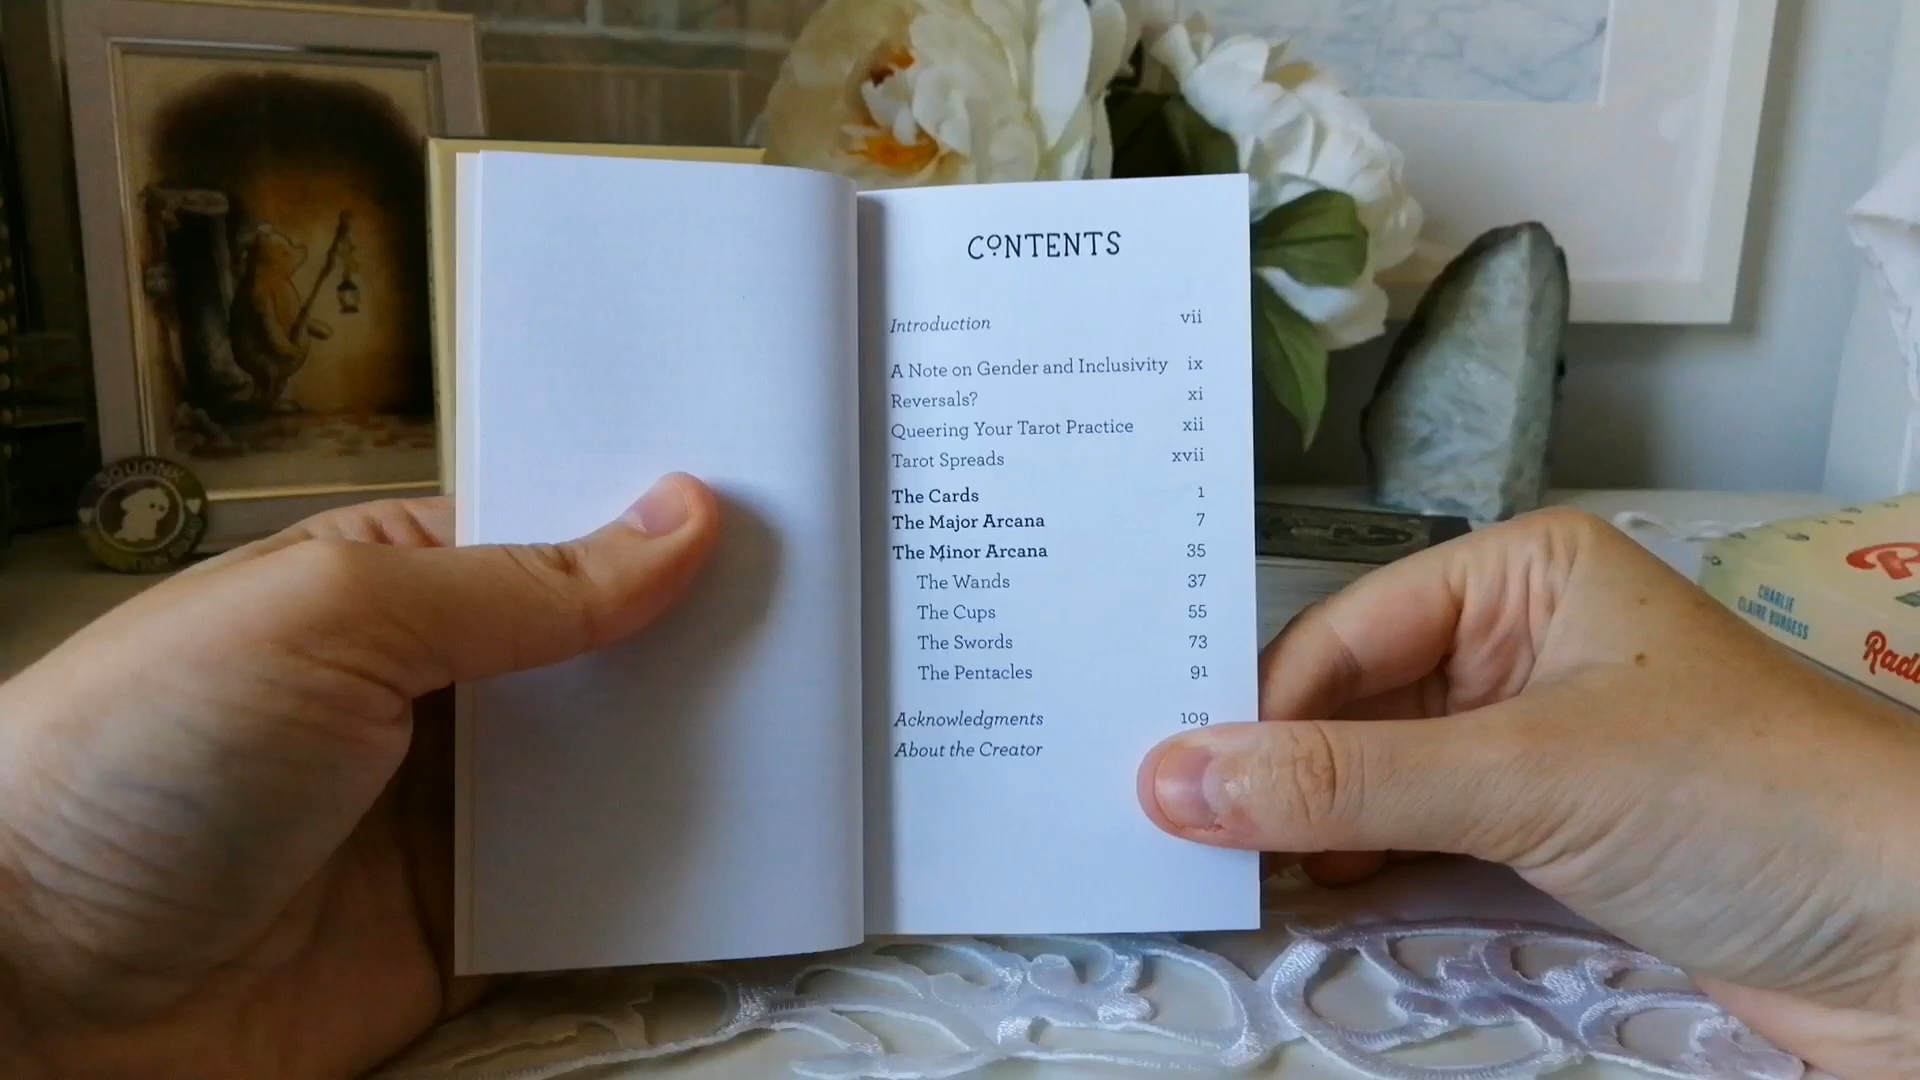 CONTENTS
Introduction vii
A Note on Gender and Inclusivity ix
Reversals? xi
Queering Your Tarot Practice xii
Tarot Spreads xvii
The Cards 1
The Major Arcana 7
The Minor Arcana 35
The Wands 37
The Cups 55
The Swords 73
The Pentacles 91
Acknowledgments 109
About the Creator
SQUONK
CHARLIE
CLAIRE BURGESS